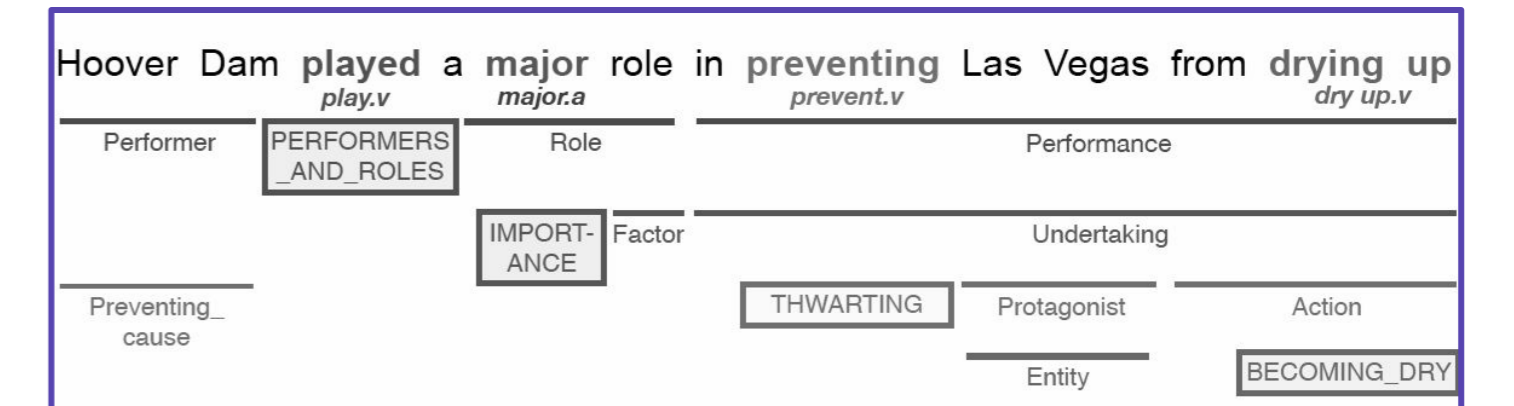 Hoover Dam played a major role in preventing Las Vegas from drying up
play.v major.a prevent.v dry up.v
Performer PERFORMERS Role Performance
_AND_ROLES
IMPORT- Factor Undertaking
ANCE
Preventing_ THWARTING Protagonist Action
cause
Entity BECOMING_DRY